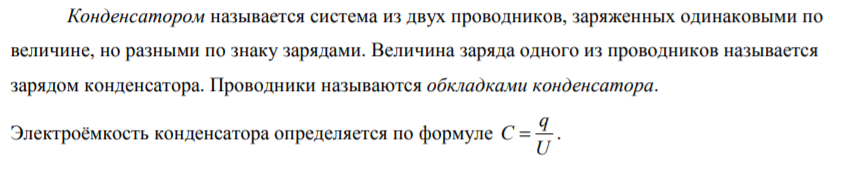 Конденсатором называется система из двух проводников, заряженных одинаковыми по
величине, но разными по знаку зарядами. Величина заряда одного из проводников называется
зарядом конденсатора. Проводники называются обкладками конденсатора.
Электроёмкость конденсатора определяется по формуле C = q/U.